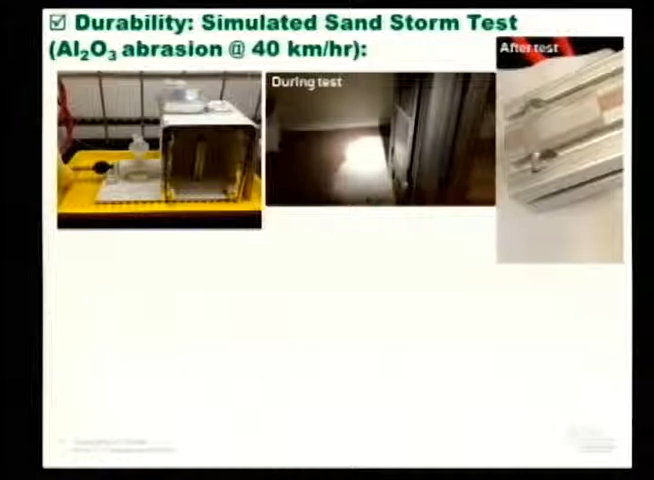 ☑ Durability: Simulated Sand Storm Test
(Al₂O₃ abrasion @ 40 km/hr):
During test
After test